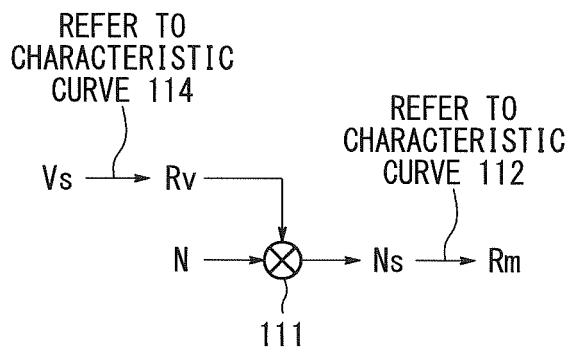 REFER TO
CHARACTERISTIC
CURVE 114
REFER TO
CHARACTERISTIC
CURVE 112
Vs
Rv
N
Ns
Rm
111